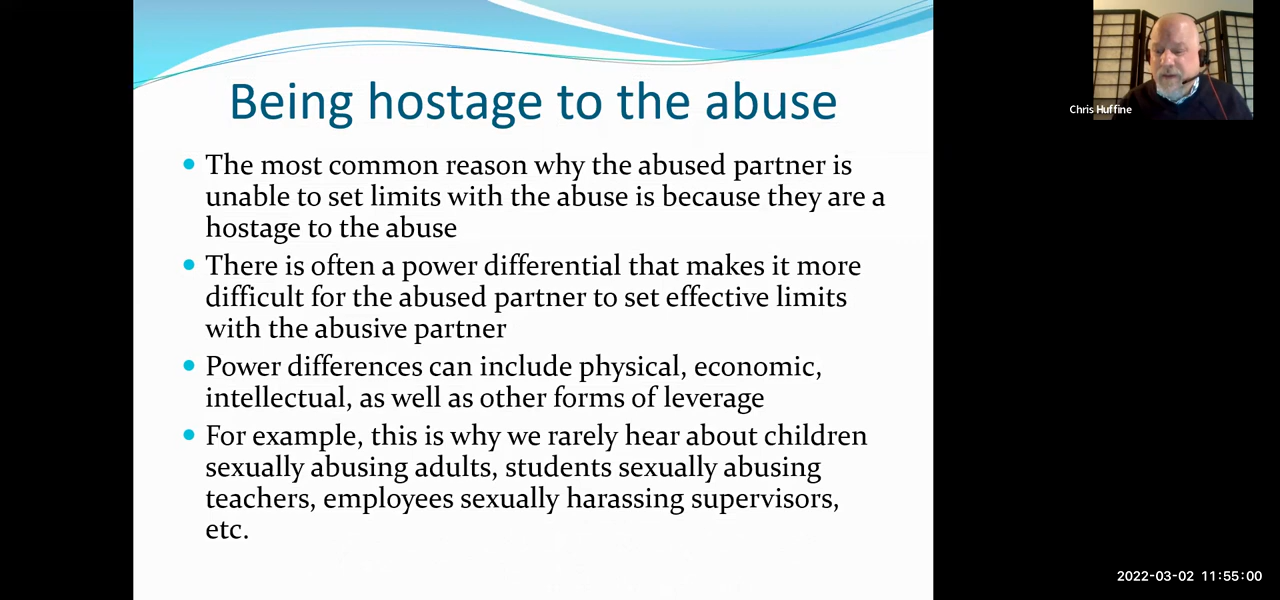 Being hostage to the abuse
The most common reason why the abused partner is
unable to set limits with the abuse is because they are a
hostage to the abuse
There is often a power differential that makes it more
difficult for the abused partner to set effective limits
with the abusive partner
Power differences can include physical, economic,
intellectual, as well as other forms of leverage
For example, this is why we rarely hear about children
sexually abusing adults, students sexually abusing
teachers, employees sexually harassing supervisors,
etc.
Chris Huffine
2022-03-02 11:55:00